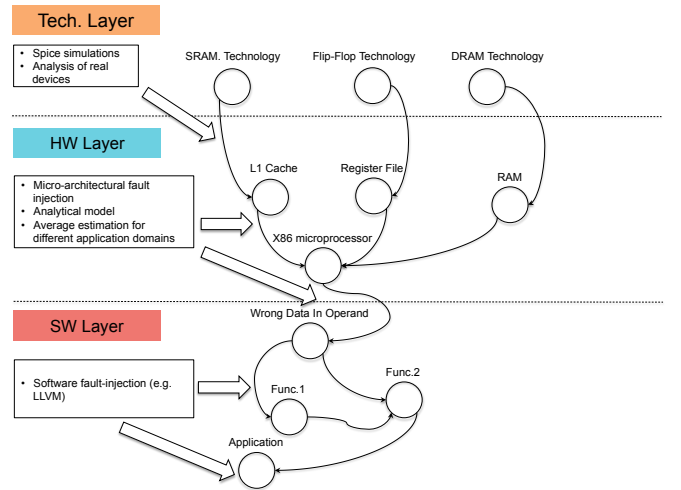 Tech. Layer
• Spice simulations
• Analysis of real
devices
SRAM. Technology
Flip-Flop Technology
DRAM Technology
HW Layer
• Micro-architectural fault
injection
• Analytical model
• Average estimation for
different application domains
L1 Cache
Register File
RAM
X86 microprocessor
SW Layer
• Software fault-injection (e.g.
LLVM)
Wrong Data In Operand
Func.1
Func.2
Application